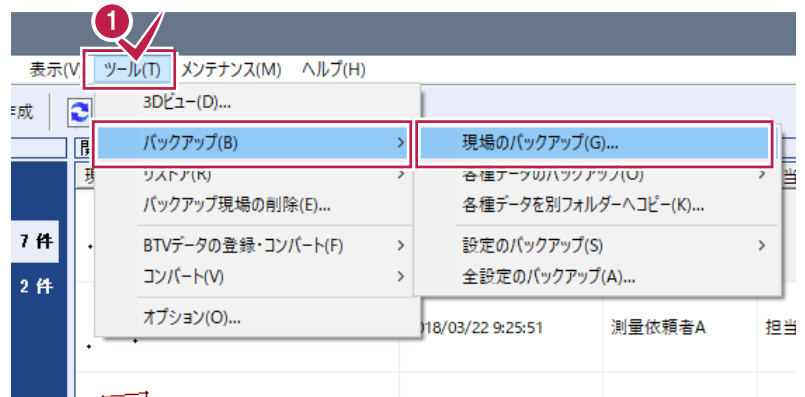 1
表示(V) ツール(T) メンテナンス(M) ヘルプ(H)
作成
3Dビュー(D)...
バックアップ(B)
現場のバックアップ(G)...
リストア(R)
各種データのバックアップ(O)
バックアップ現場の削除(E)...
各種データを別フォルダーへコピー(K)...
7 件
BTVデータの登録・コンバート(F)
設定のバックアップ(S)
2 件
コンバート(V)
全設定のバックアップ(A)...
オプション(O)...
018/03/22 9:25:51
測量依頼者A
担当